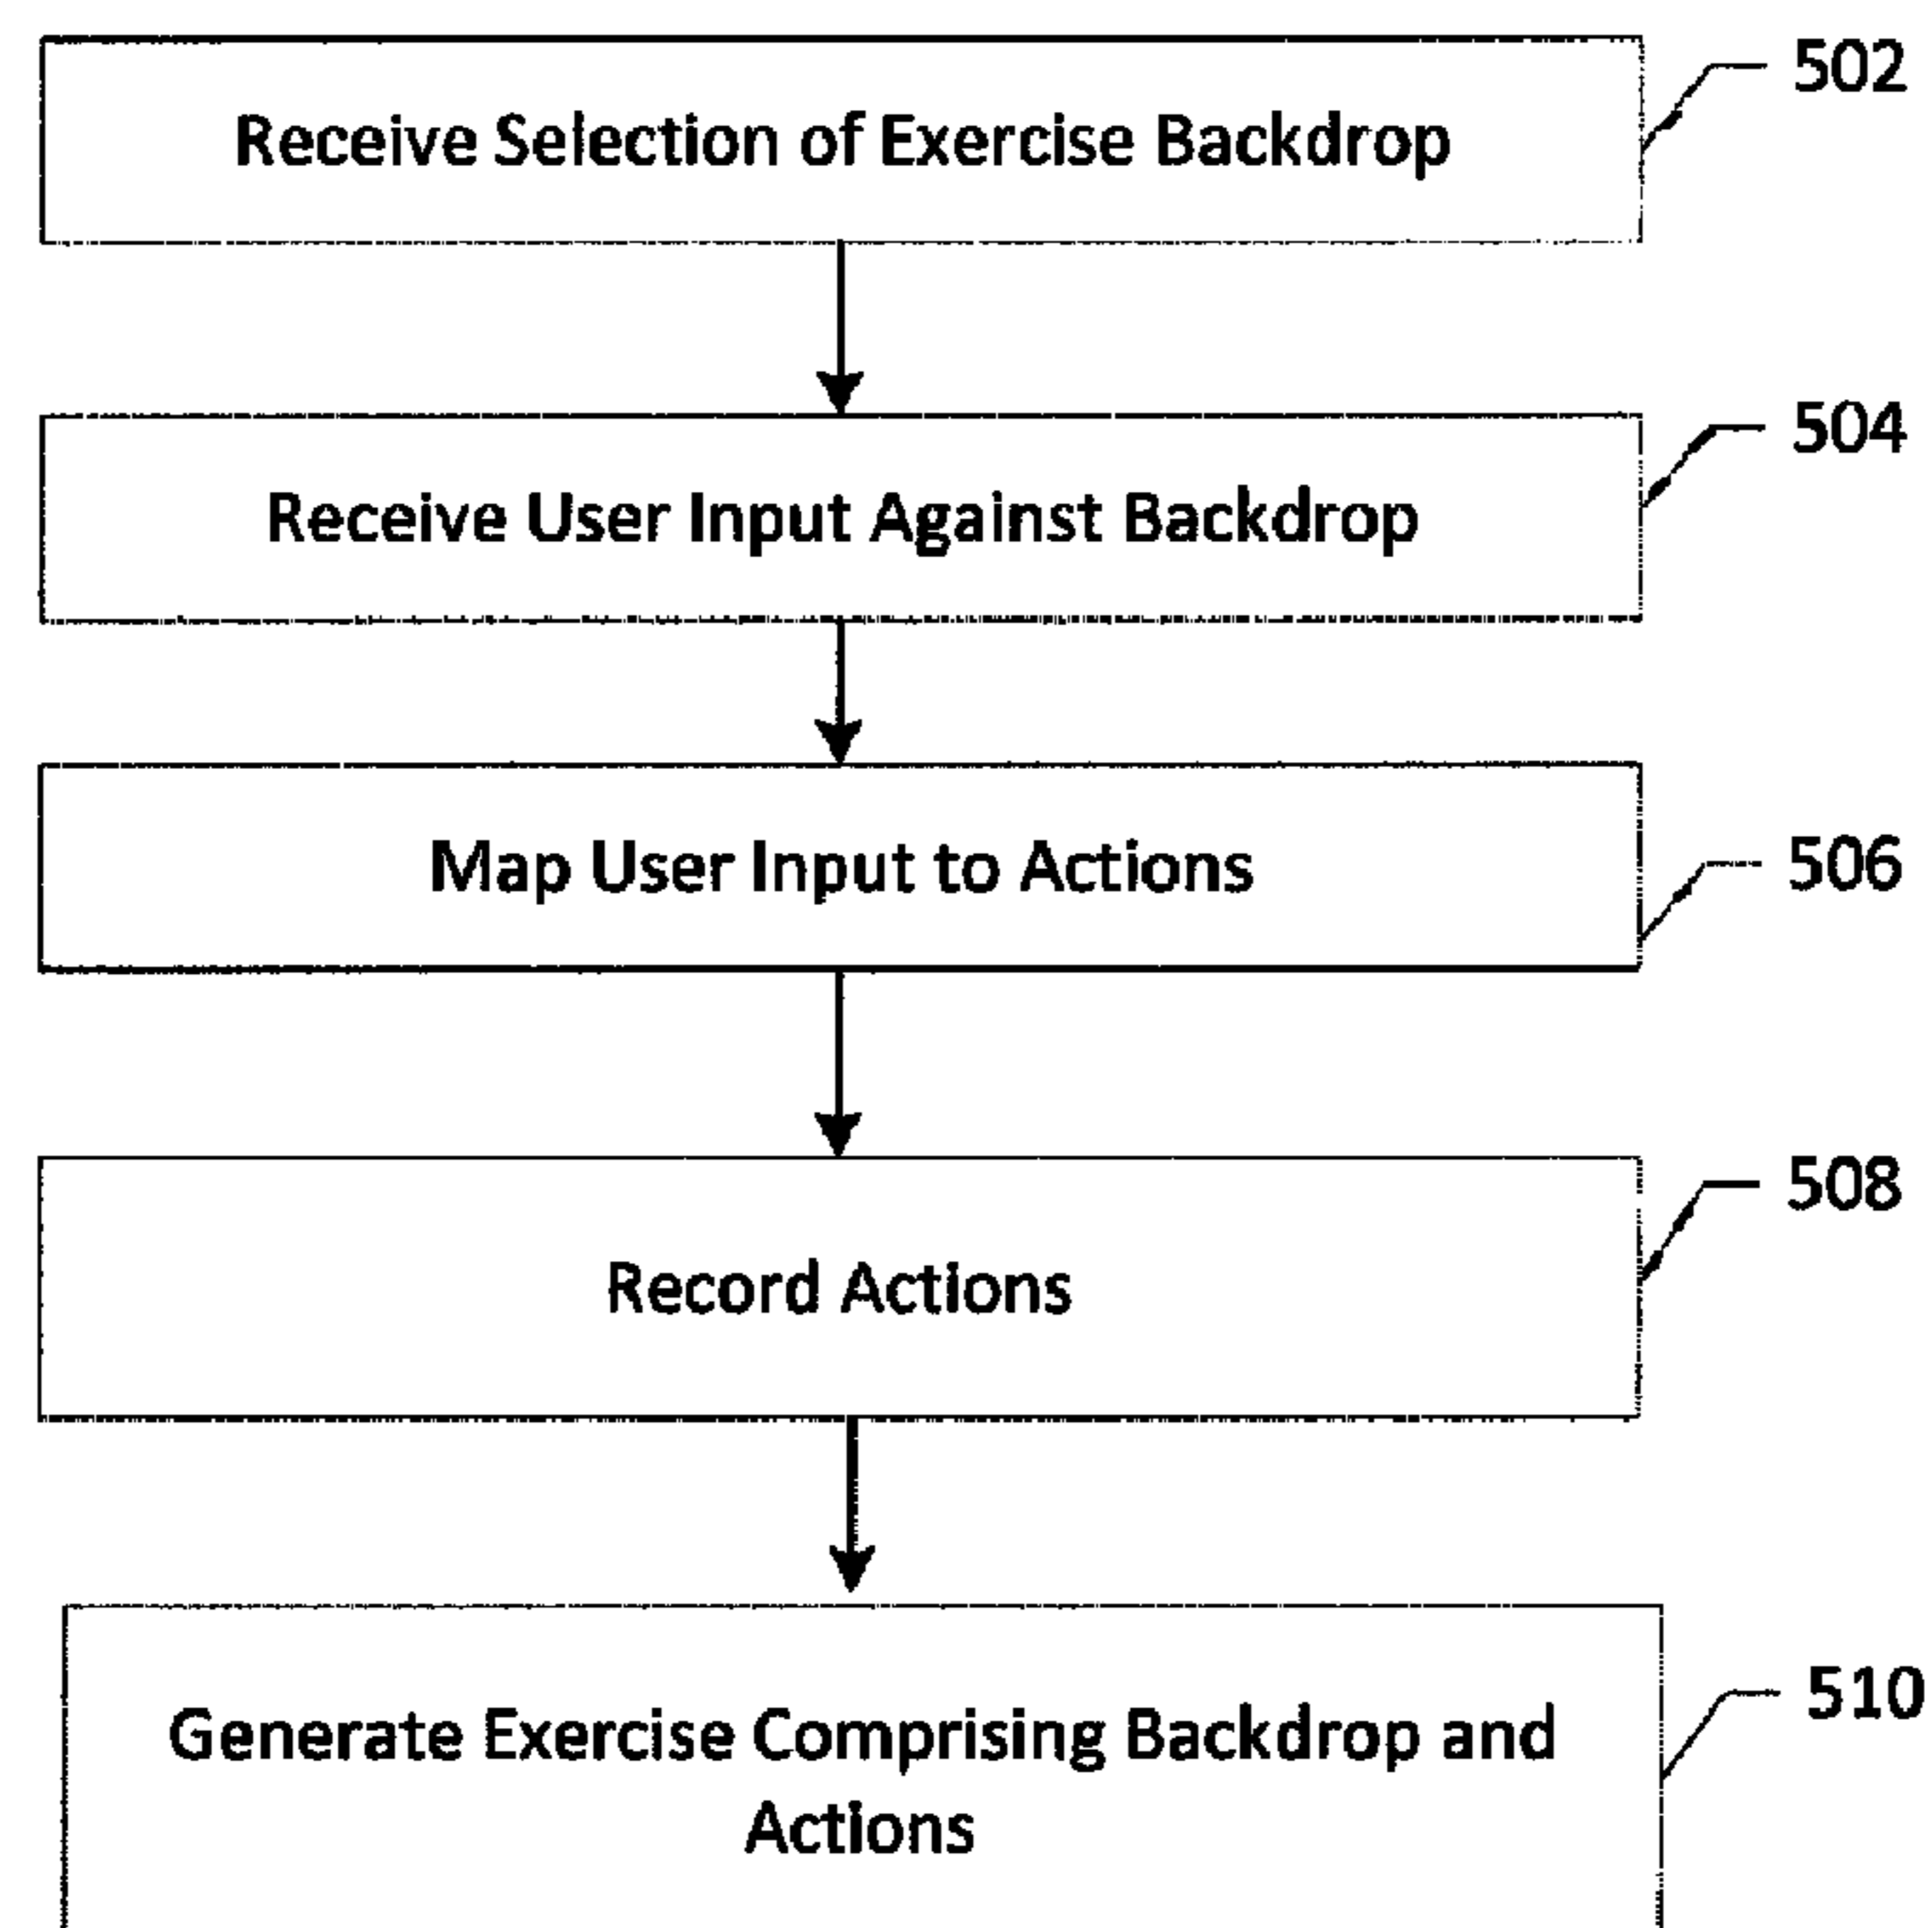 502
Receive Selection of Exercise Backdrop
504
Receive User Input Against Backdrop
506
Map User Input to Actions
508
Record Actions
510
Generate Exercise Comprising Backdrop and
Actions